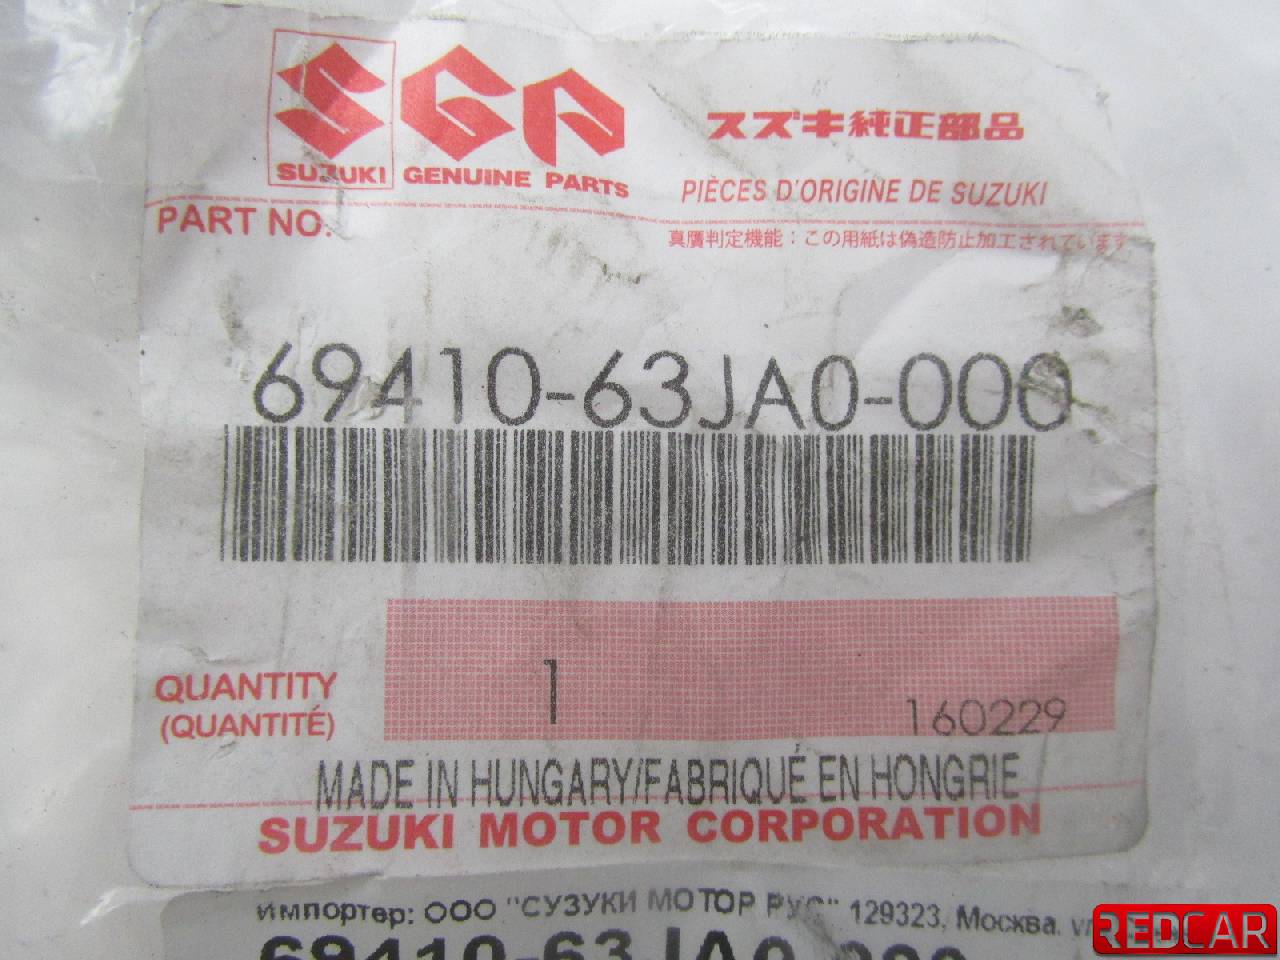 SGP
スズキ純正部品
SUZUKI GENUINE PARTS
PIÈCES D'ORIGINE DE SUZUKI
PART NO.
真贋判定機能:この用紙は偽造防止加工されています
69410-63JA0-000
QUANTITY 1
(QUANTITÉ) 160229
MADE IN HUNGARY/FABRIQUÉ EN HONGRIE
SUZUKI MOTOR CORPORATION
импортер: ООО "СУЗУКИ МОТОР РУС" 129323, Москва.
69410-63JA0-000
REDCAR